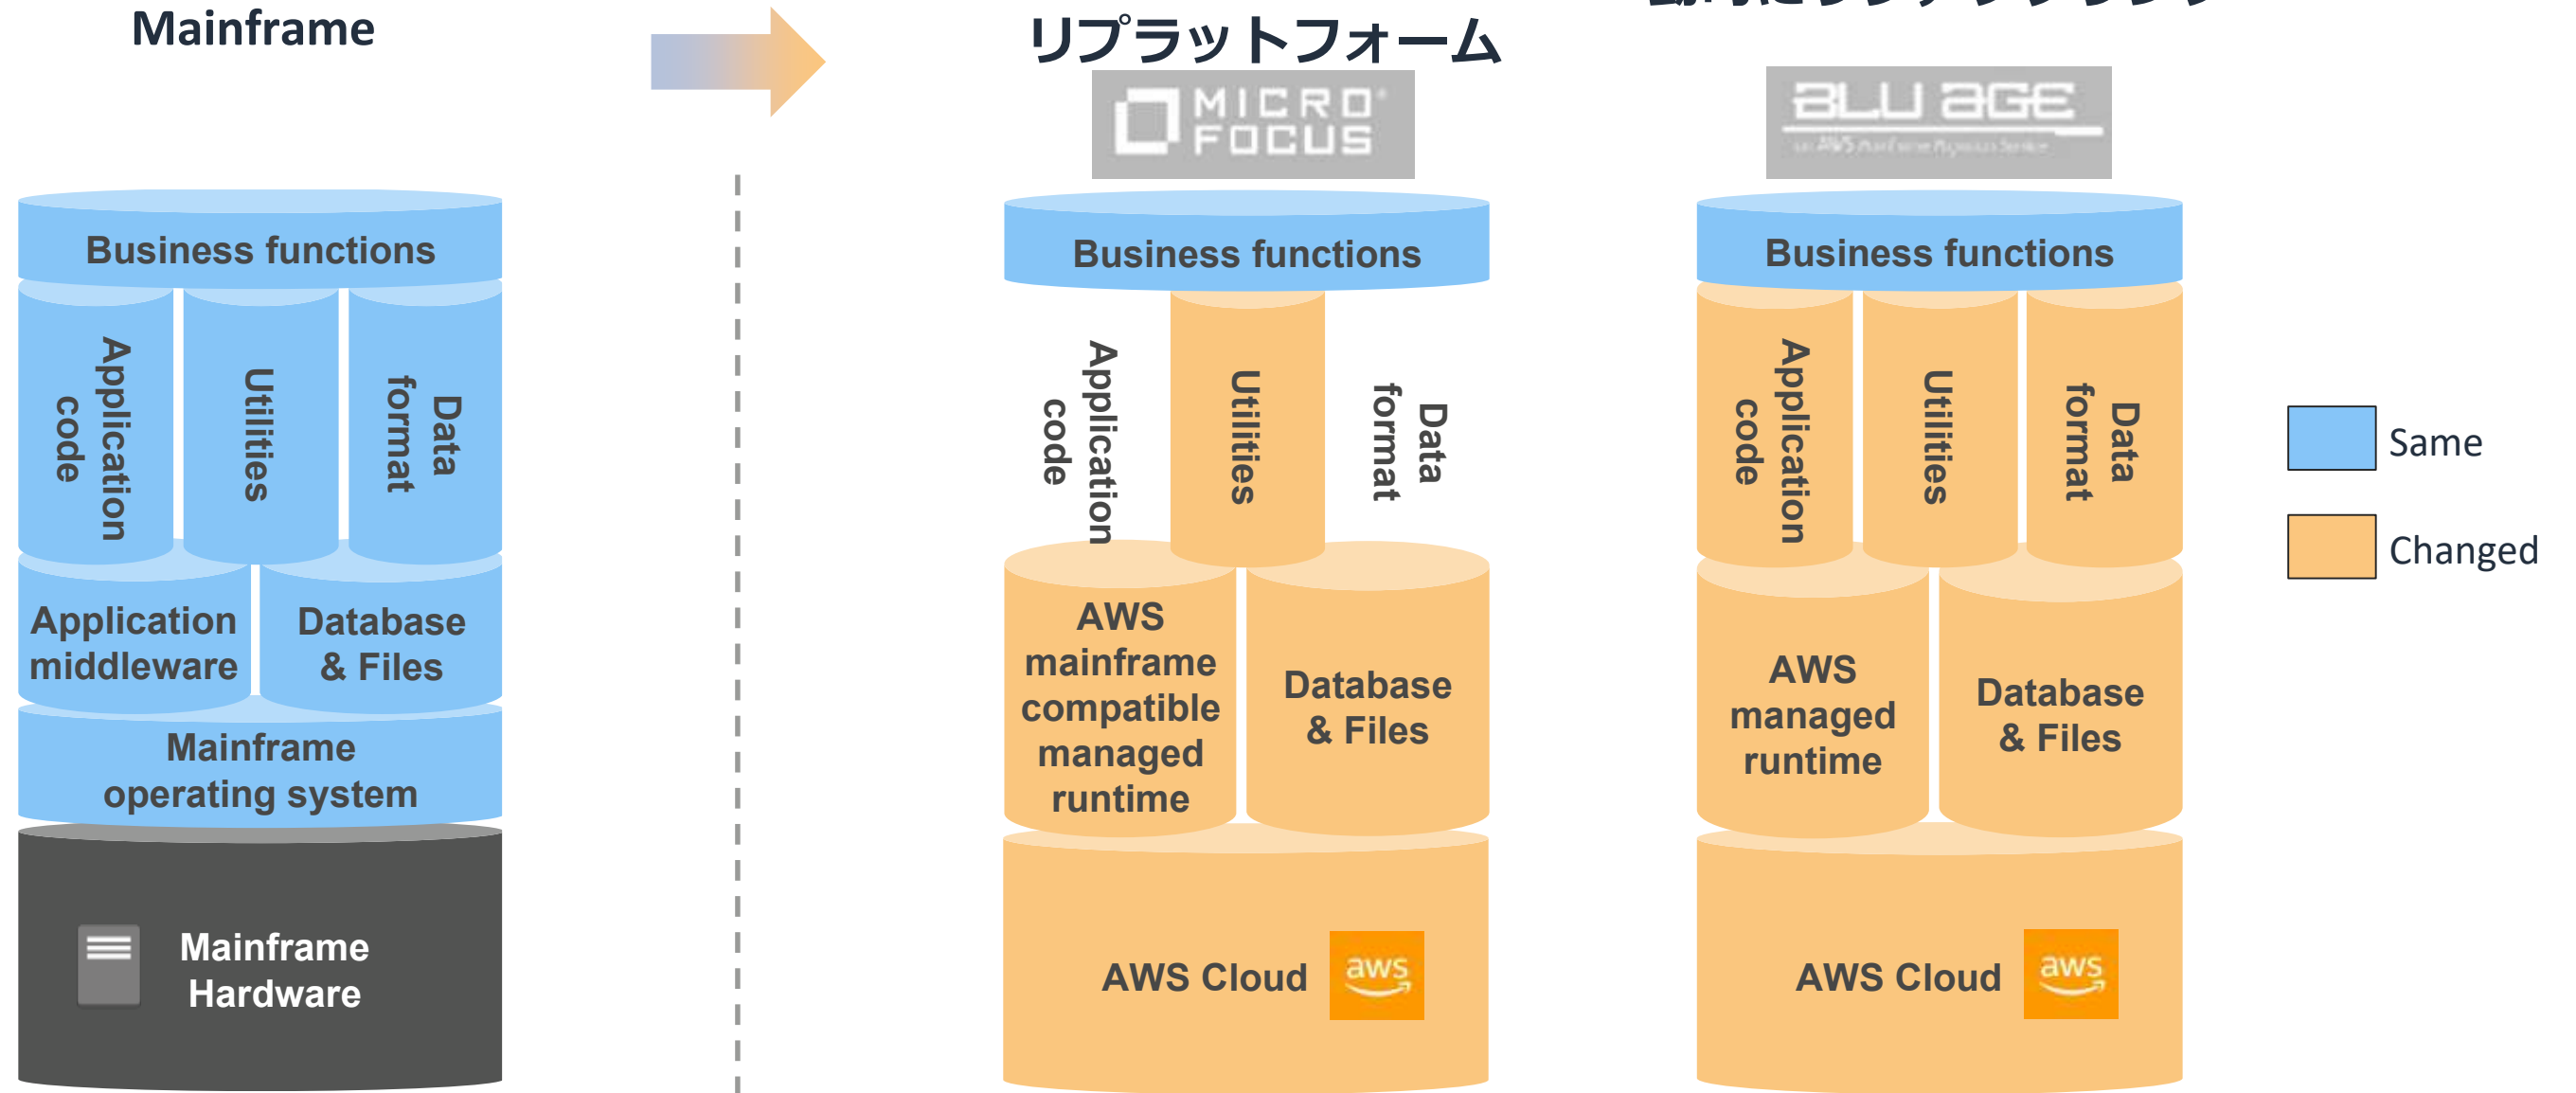 Mainframe
リプラットフォーム
MICRO
FOCUS
BLU AGE
Business functions
Application
code
Utilities
Data
format
Application
middleware
Database
& Files
Mainframe
operating system
Mainframe
Hardware
Business functions
Application
code
Utilities
Data
format
AWS
mainframe
compatible
managed
runtime
Database
& Files
AWS Cloud
aws
Business functions
Application
code
Utilities
Data
format
AWS
managed
runtime
Database
& Files
AWS Cloud
aws
Same
Changed